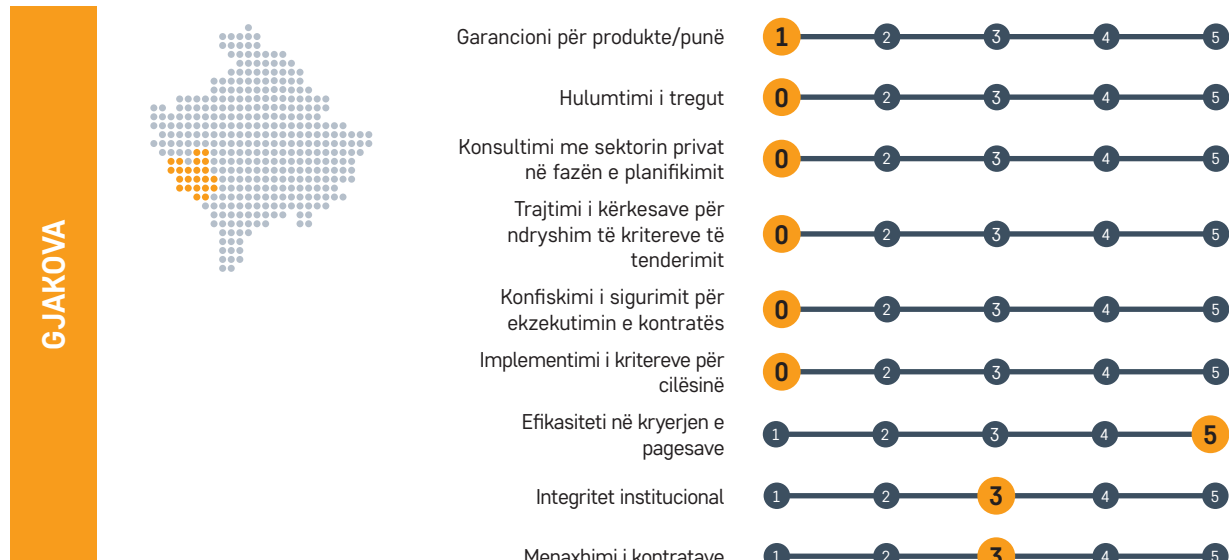 GJAKOVA
Garancioni për produkte/punë
1 2 3 4 5
Hulumtimi i tregut
0 2 3 4 5
Konsultimi me sektorin privat
në fazën e planifikimit
0 2 3 4 5
Trajtimi i kërkesave për
ndryshim të kritereve të
tenderimit
0 2 3 4 5
Konfiskimi i sigurimit për
ekzekutimin e kontratës
0 2 3 4 5
Implementimi i kritereve për
cilësinë
0 2 3 4 5
Efikasiteti në kryerjen e
pagesave
1 2 3 4 5
Integritet institucional
1 2 3 4 5
Menaxhimi i kontratave
1 2 3 4 5